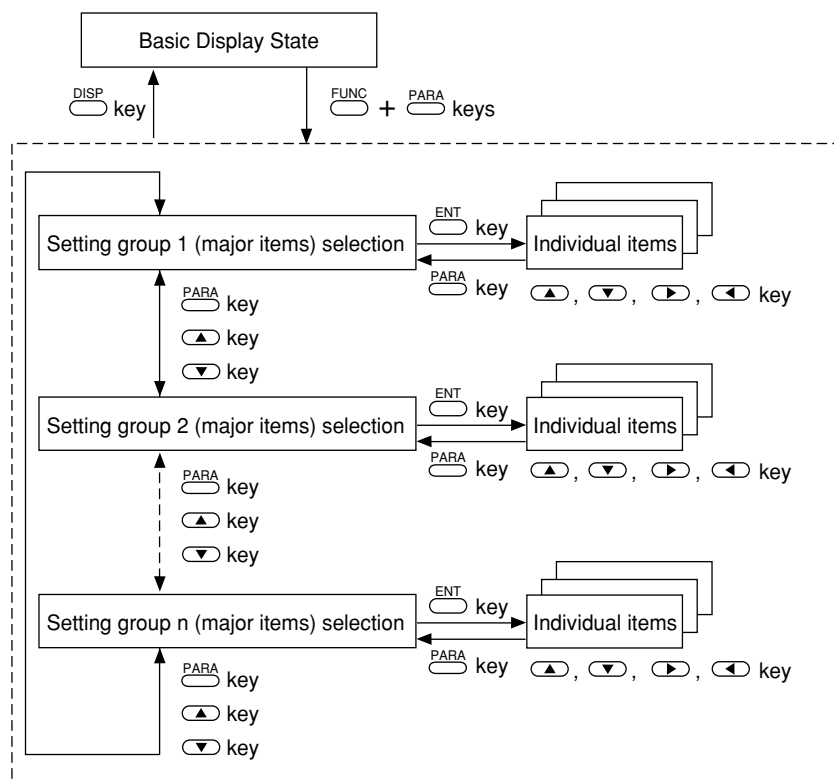 Basic Display State
DISP key
FUNC + PARA keys
Setting group 1 (major items) selection
ENT key
Individual items
PARA key
▲ , ▼ , ▶ , ◀ key
PARA key
▲ key
▼ key
Setting group 2 (major items) selection
ENT key
Individual items
PARA key
▲ , ▼ , ▶ , ◀ key
PARA key
▲ key
▼ key
Setting group n (major items) selection
ENT key
Individual items
PARA key
▲ , ▼ , ▶ , ◀ key
PARA key
▲ key
▼ key